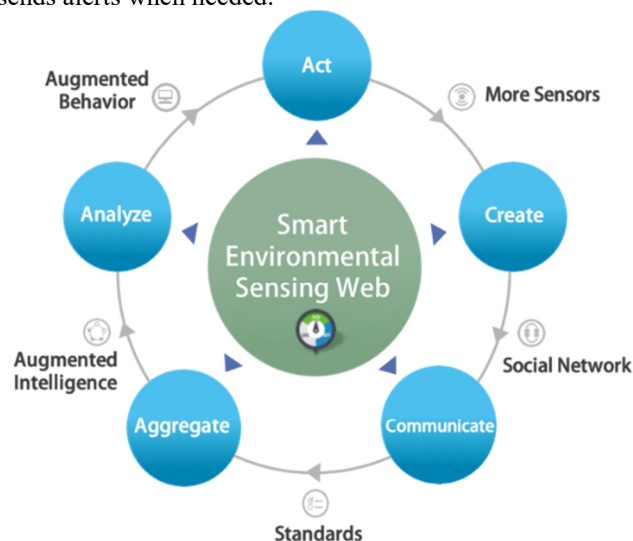 sends alerts when needed.
Act
Augmented
Behavior
More Sensors
Analyze
Create
Smart
Environmental
Sensing Web
Augmented
Intelligence
Social Network
Aggregate
Communicate
Standards